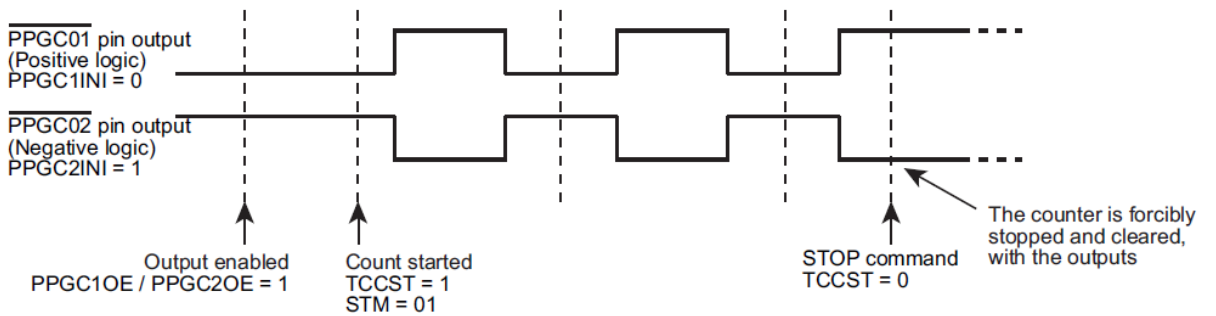 PPGC01 pin output
(Positive logic)
PPGC1INI = 0
PPGC02 pin output
(Negative logic)
PPGC2INI = 1
Output enabled
PPGC1OE / PPGC2OE = 1
Count started
TCCST = 1
STM = 01
STOP command
TCCST = 0
The counter is forcibly
stopped and cleared,
with the outputs